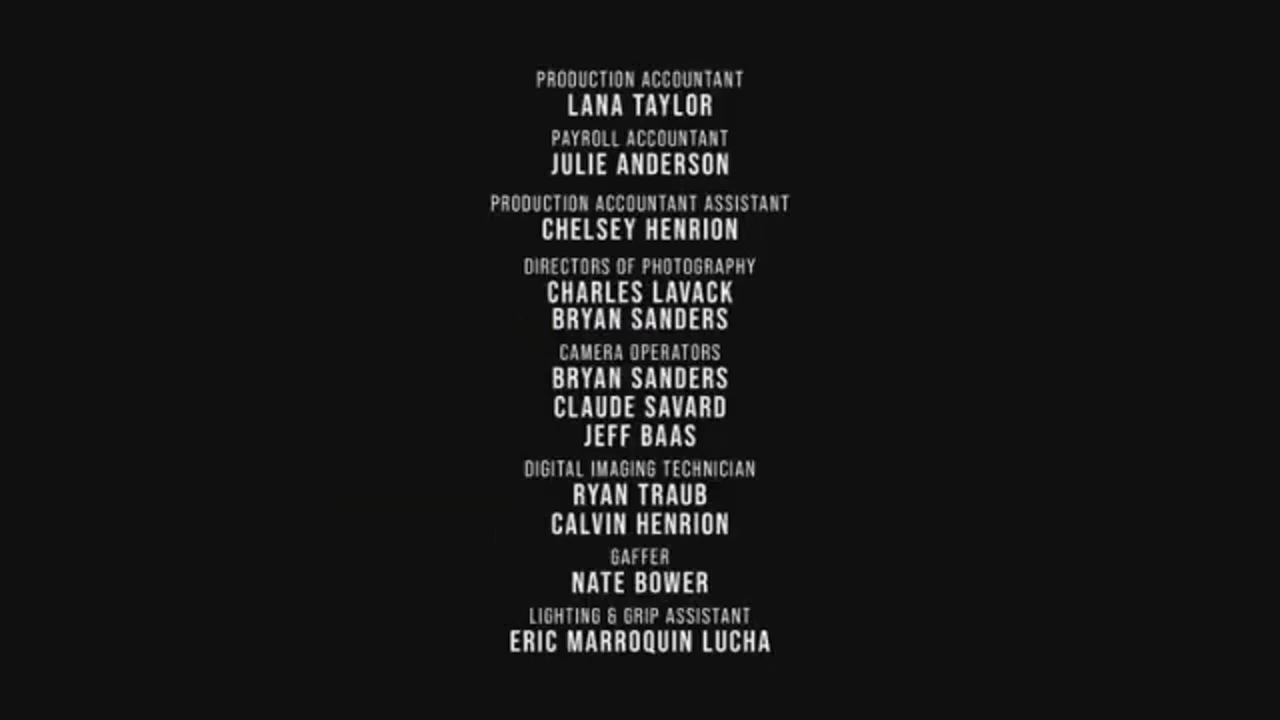 PRODUCTION ACCOUNTANT
LANA TAYLOR
PAYROLL ACCOUNTANT
JULIE ANDERSON
PRODUCTION ACCOUNTANT ASSISTANT
CHELSEY HENRION
DIRECTORS OF PHOTOGRAPHY
CHARLES LAVACK
BRYAN SANDERS
CAMERA OPERATORS
BRYAN SANDERS
CLAUDE SAVARD
JEFF BAAS
DIGITAL IMAGING TECHNICIAN
RYAN TRAUB
CALVIN HENRION
GAFFER
NATE BOWER
LIGHTING & GRIP ASSISTANT
ERIC MARROQUIN LUCHA